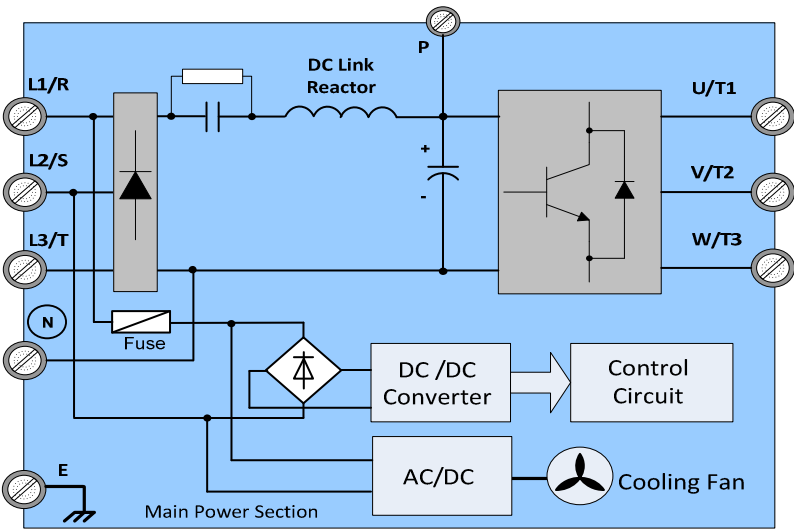 P
DC Link
Reactor
L1/R
U/T1
L2/S
+
-
V/T2
L3/T
W/T3
N
Fuse
DC /DC
Converter
Control
Circuit
E
AC/DC
Cooling Fan
Main Power Section